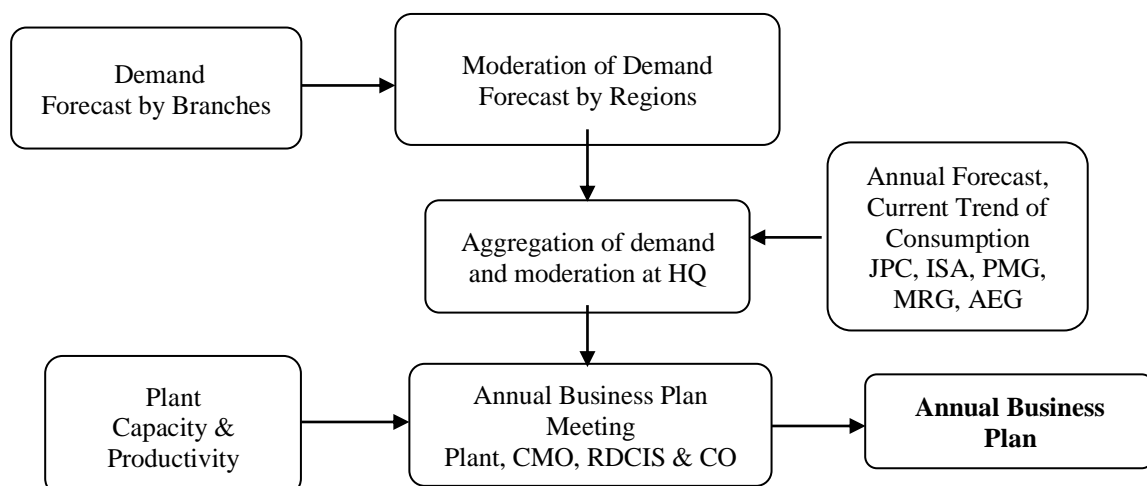 Demand
Forecast by Branches
Moderation of Demand
Forecast by Regions
Annual Forecast,
Current Trend of
Consumption
JPC, ISA, PMG,
MRG, AEG
Aggregation of demand
and moderation at HQ
Plant
Capacity &
Productivity
Annual Business Plan
Meeting
Plant, CMO, RDCIS & CO
Annual Business
Plan